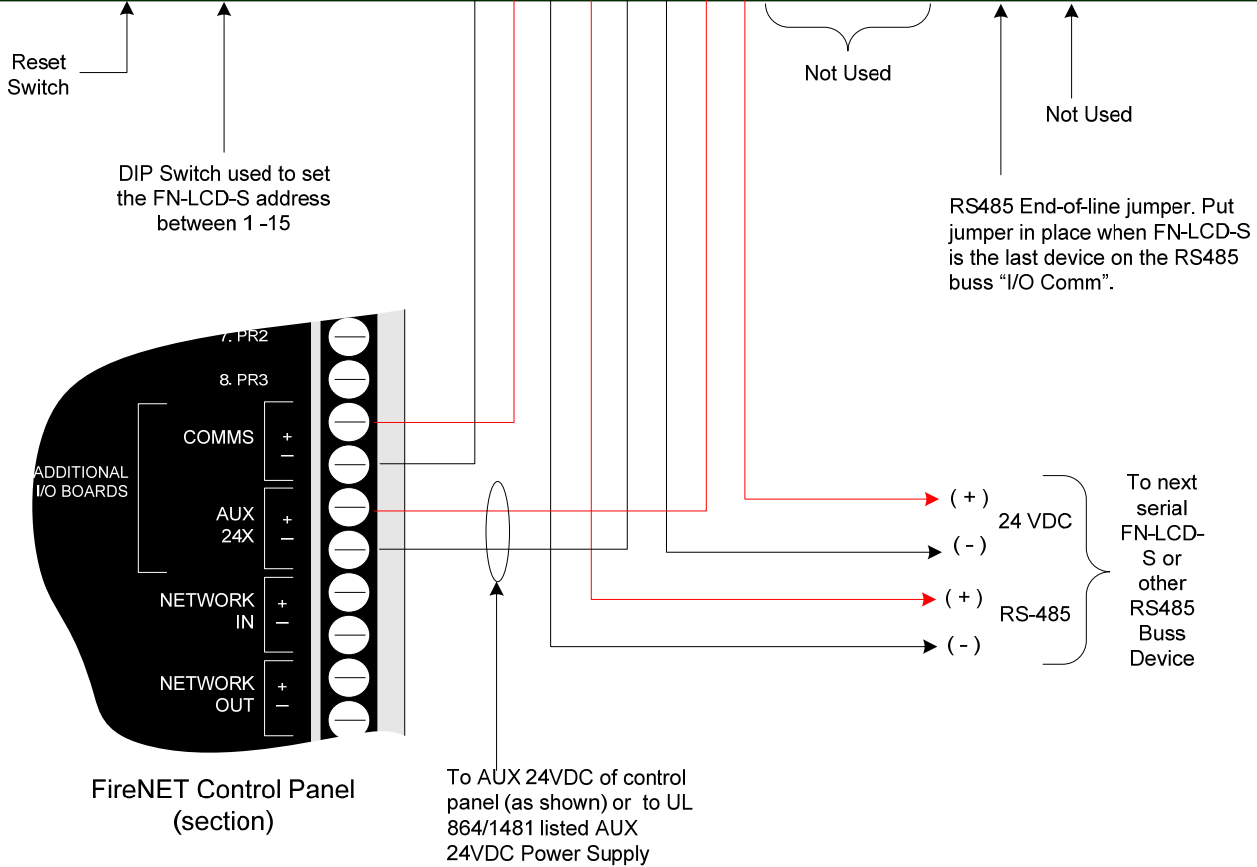 Reset
Switch
Not Used
Not Used
DIP Switch used to set
the FN-LCD-S address
between 1 -15
RS485 End-of-line jumper. Put
jumper in place when FN-LCD-S
is the last device on the RS485
buss “I/O Comm”.
7. PR2
8. PR3
COMMS
+
–
ADDITIONAL
I/O BOARDS
AUX
24X
+
–
NETWORK
IN
+
–
NETWORK
OUT
+
–
FireNET Control Panel
(section)
To AUX 24VDC of control
panel (as shown) or to UL
864/1481 listed AUX
24VDC Power Supply
( + )
24 VDC
( - )
( + )
RS-485
( - )
To next
serial
FN-LCD-
S or
other
RS485
Buss
Device